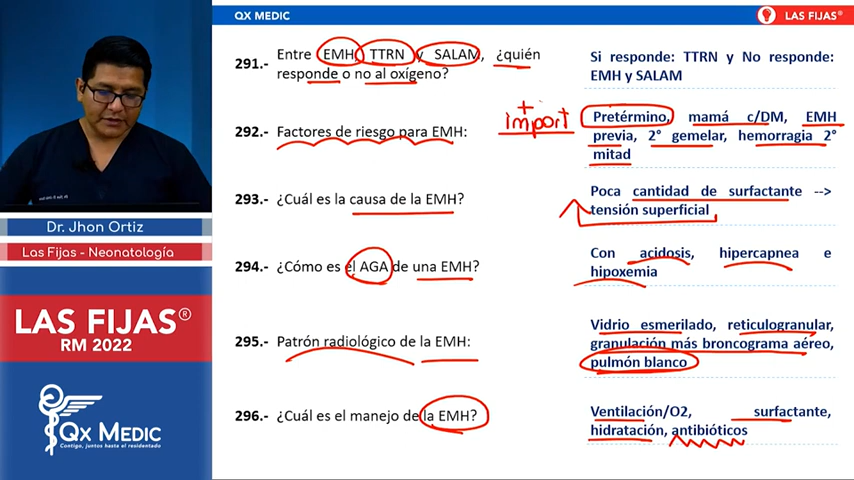 QX MEDIC
LAS FIJAS®
291.- Entre EMH, TTRN y SALAM, ¿quién
responde o no al oxígeno?
Si responde: TTRN y No responde:
EMH y SALAM
+
import
292.- Factores de riesgo para EMH:
Pretérmino, mamá c/DM, EMH
previa, 2° gemelar, hemorragia 2°
mitad
293.- ¿Cuál es la causa de la EMH?
Poca cantidad de surfactante -->
tensión superficial
294.- ¿Cómo es el AGA de una EMH?
Con acidosis, hipercapnea e
hipoxemia
295.- Patrón radiológico de la EMH:
Vidrio esmerilado, reticulogranular,
granulación más broncograma aéreo,
pulmón blanco
296.- ¿Cuál es el manejo de la EMH?
Ventilación/O2, surfactante,
hidratación, antibióticos
Dr. Jhon Ortiz
Las Fijas - Neonatología
LAS FIJAS®
RM 2022
QX MEDIC
Contigo, juntos hasta el residentado